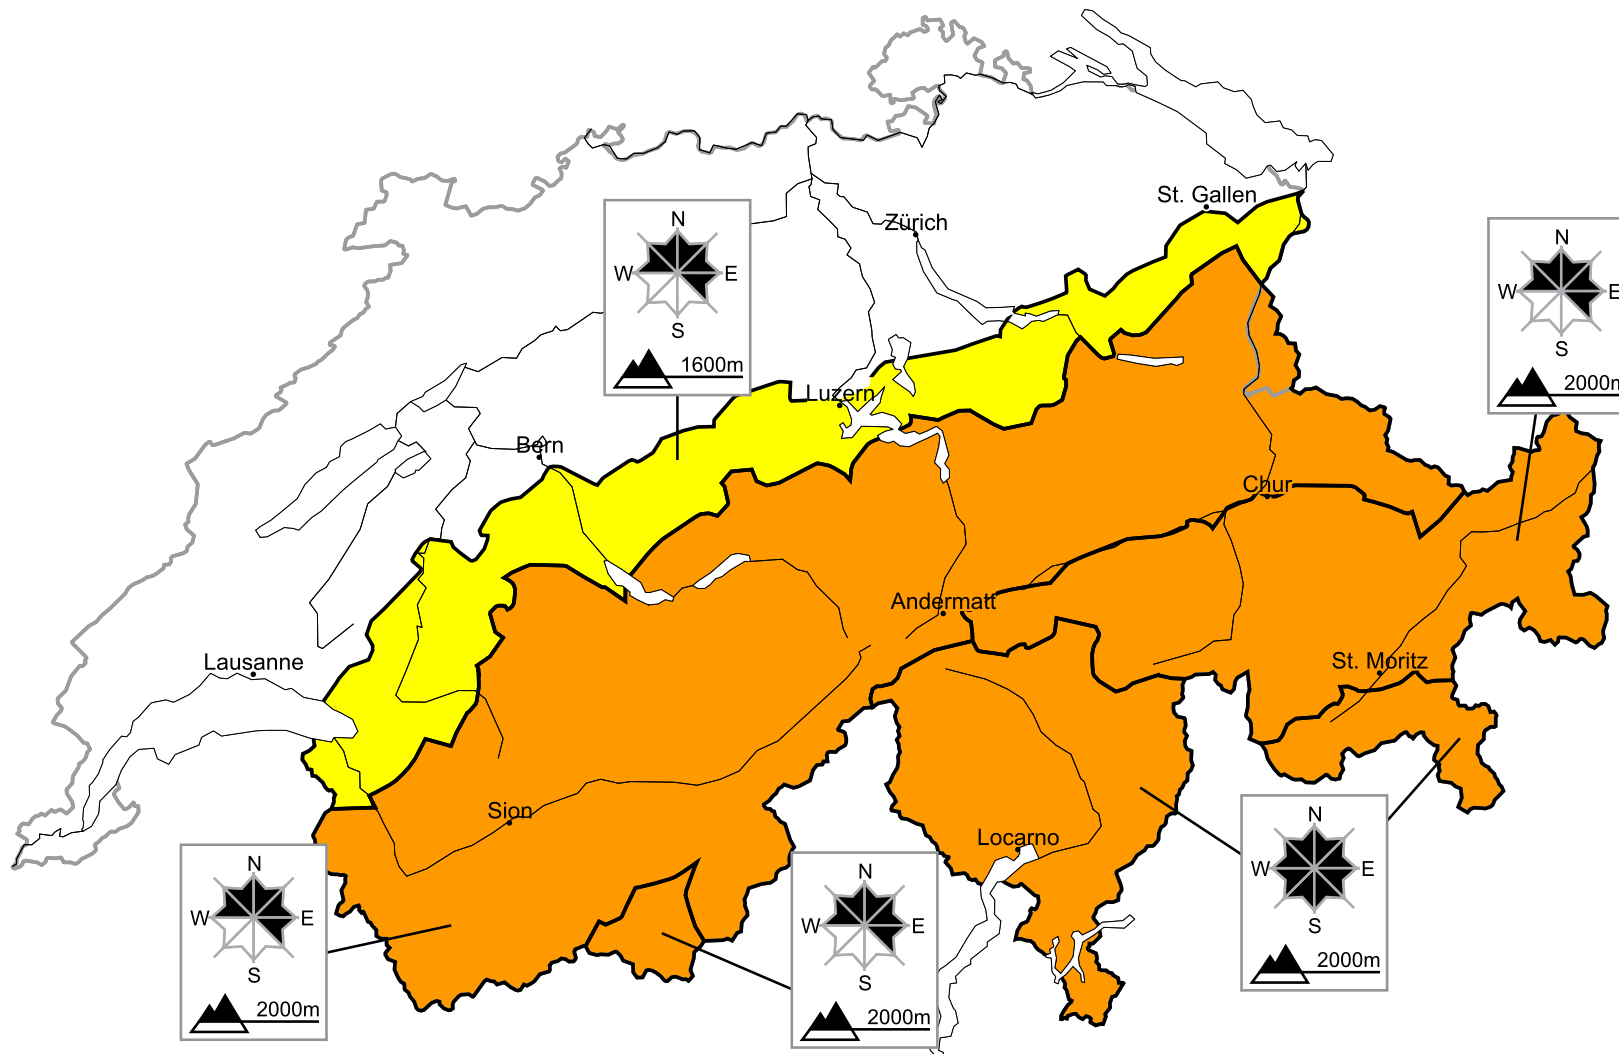 St. Gallen
Zürich
N
W E
S
1600m
N
W E
S
2000m
Luzern
Bern
Chur
Andermatt
Lausanne
St. Moritz
Sion
Locarno
N
W E
S
2000m
N
W E
S
2000m
N
W E
S
2000m